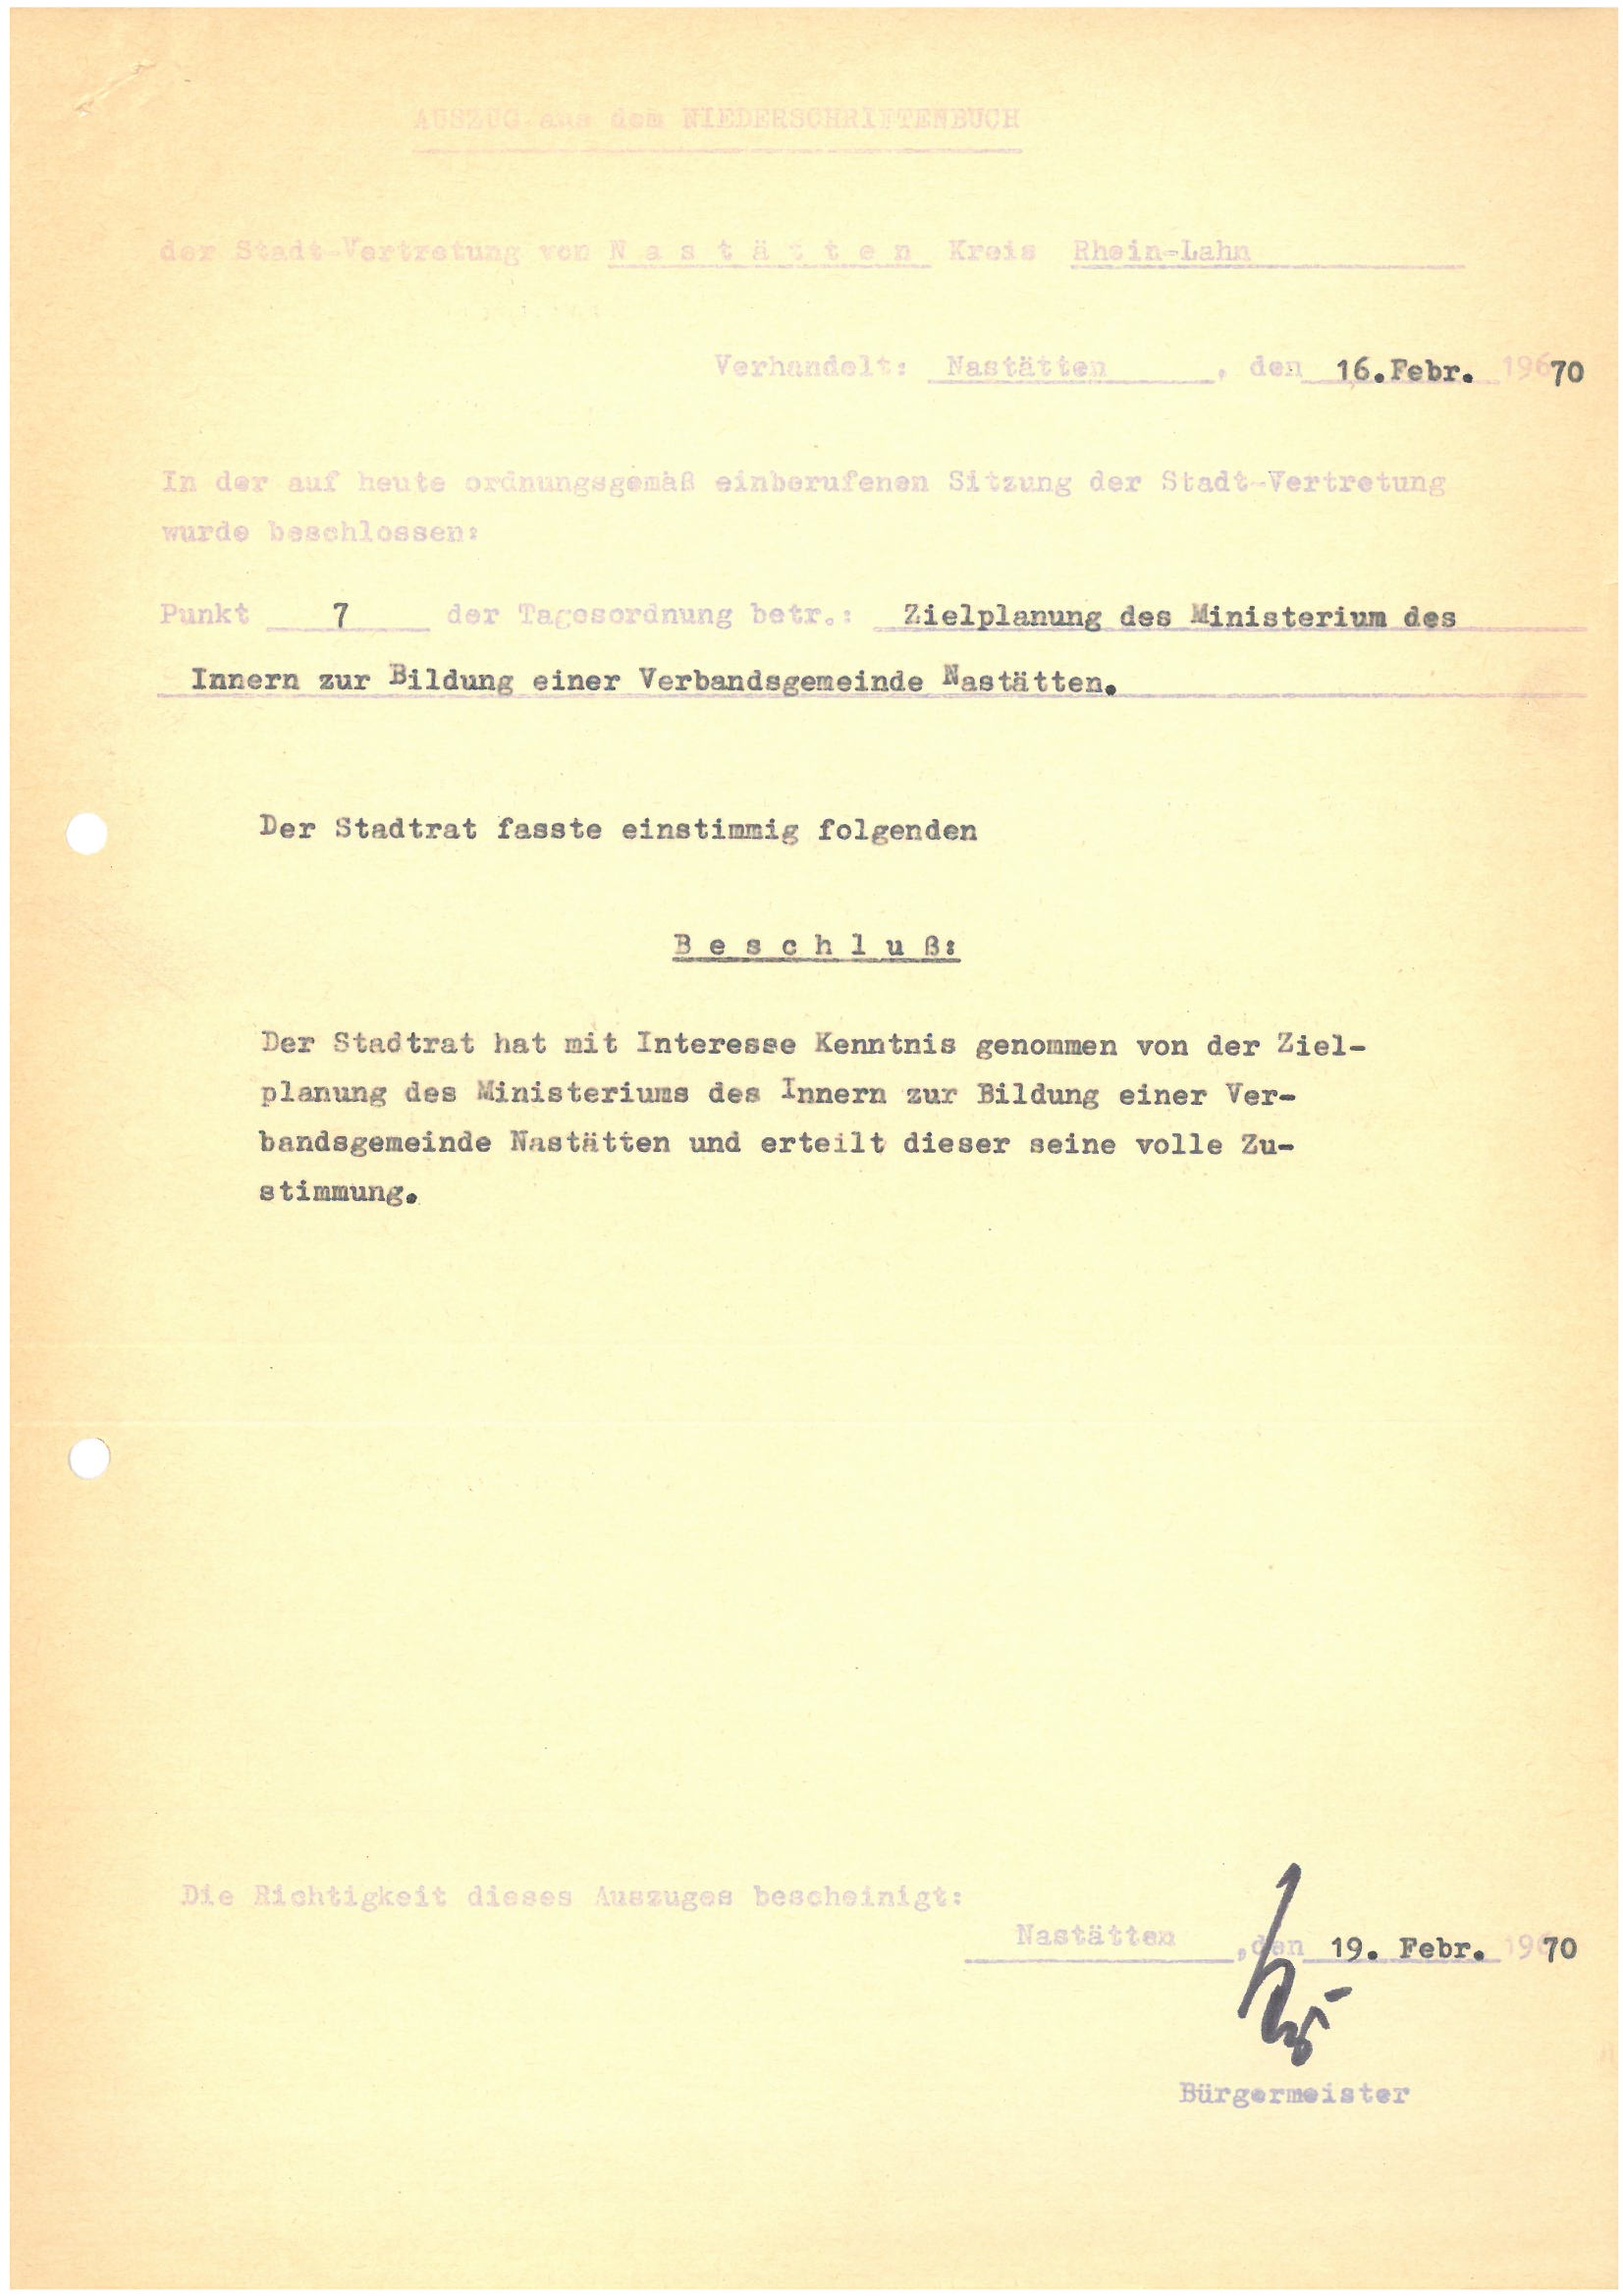 AUSZUG aus dem NIEDERSCHRIFTENBUCH
der Stadt-Vertretung von N a s t ä t t e n Kreis Rhein-Lahn
Verhandelt: Nastätten , den 16.Febr. 19670
In der auf heute ordnungsgemäß einberufenen Sitzung der Stadt-Vertretung
wurde beschlossen:
Punkt 7 der Tagesordnung betr.: Zielplanung des Ministerium des
Innern zur Bildung einer Verbandsgemeinde Nastätten.
Der Stadtrat fasste einstimmig folgenden
B e s c h l u ß:
Der Stadtrat hat mit Interesse Kenntnis genommen von der Ziel-
planung des Ministeriums des Innern zur Bildung einer Ver-
bandsgemeinde Nastätten und erteilt dieser seine volle Zu-
stimmung.
Die Richtigkeit dieses Auszuges bescheinigt:
Nastätten ,den 19. Febr. 19670
Bürgermeister